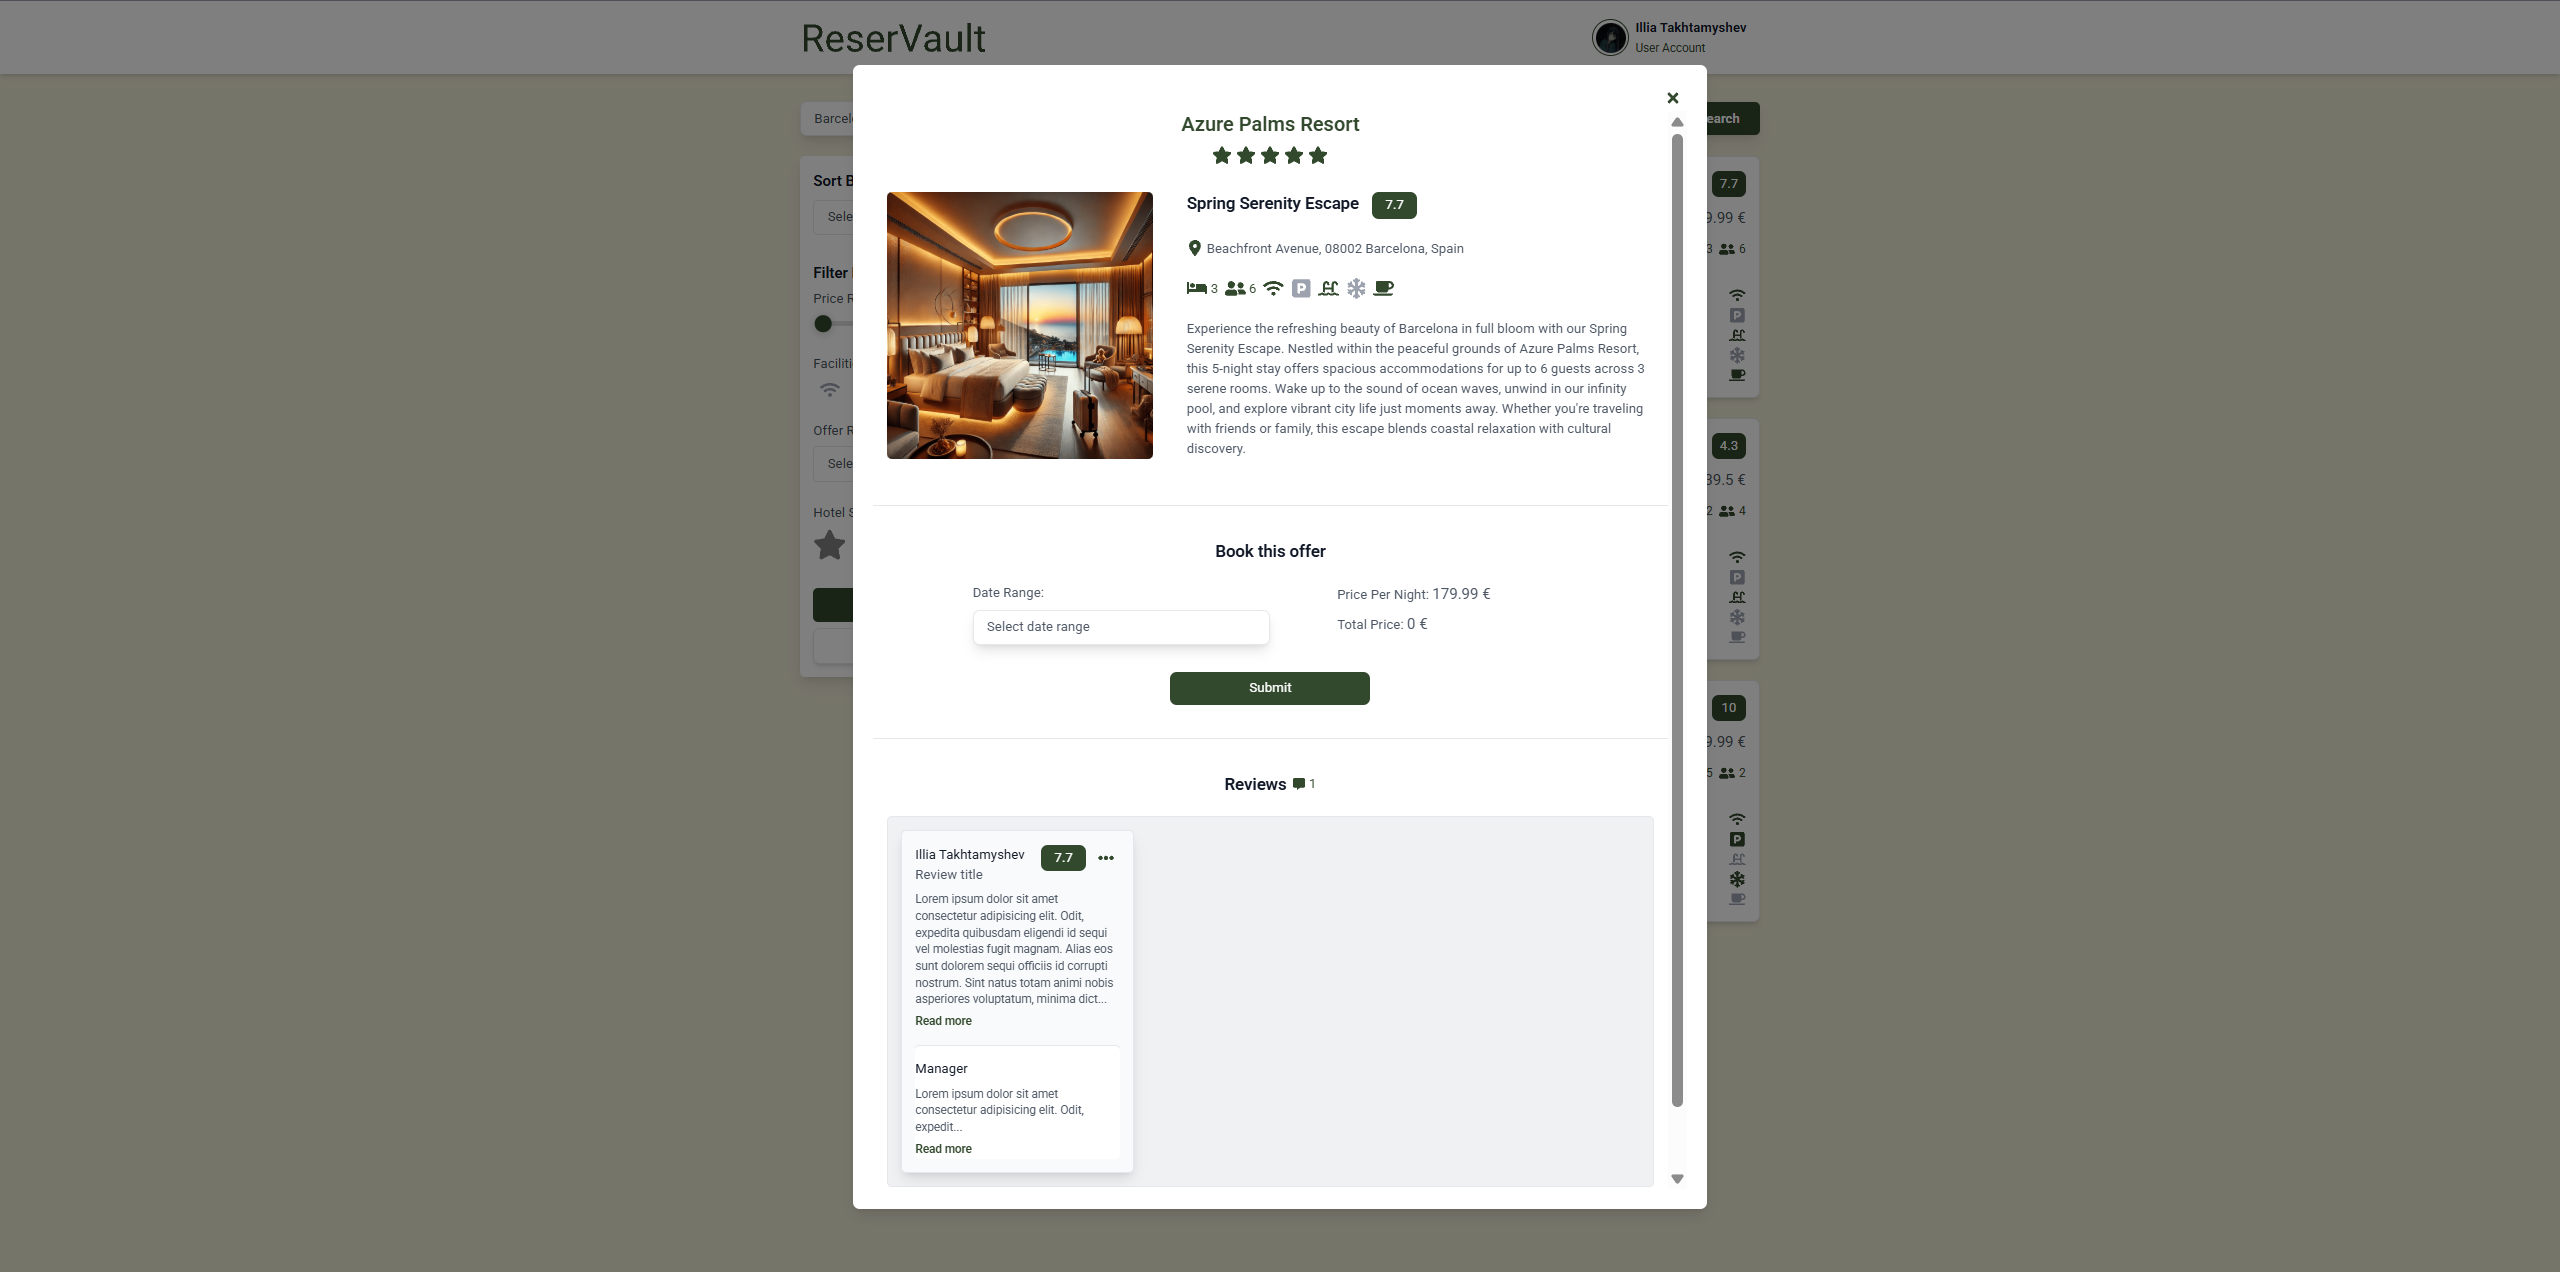 ReserVault
Illia Takhtamyshev
User Account
Barcel
earch
Sort B
Sele
Filter
Price R
Faciliti
Offer R
Sele
Hotel S
Azure Palms Resort
Spring Serenity Escape 7.7
Beachfront Avenue, 08002 Barcelona, Spain
3 6 P
Experience the refreshing beauty of Barcelona in full bloom with our Spring
Serenity Escape. Nestled within the peaceful grounds of Azure Palms Resort,
this 5-night stay offers spacious accommodations for up to 6 guests across 3
serene rooms. Wake up to the sound of ocean waves, unwind in our infinity
pool, and explore vibrant city life just moments away. Whether you're traveling
with friends or family, this escape blends coastal relaxation with cultural
discovery.
Book this offer
Date Range:
Select date range
Price Per Night: 179.99 €
Total Price: 0 €
Submit
Reviews 1
Illia Takhtamyshev 7.7
Review title
Lorem ipsum dolor sit amet
consectetur adipisicing elit. Odit,
expedita quibusdam eligendi id sequi
vel molestias fugit magnam. Alias eos
sunt dolorem sequi officiis id corrupti
nostrum. Sint natus totam animi nobis
asperiores voluptatum, minima dict...
Read more
Manager
Lorem ipsum dolor sit amet
consectetur adipisicing elit. Odit,
expedit...
Read more
7.7
9.99 €
3 6
P
4.3
39.5 €
2 4
P
10
9.99 €
5 2
P